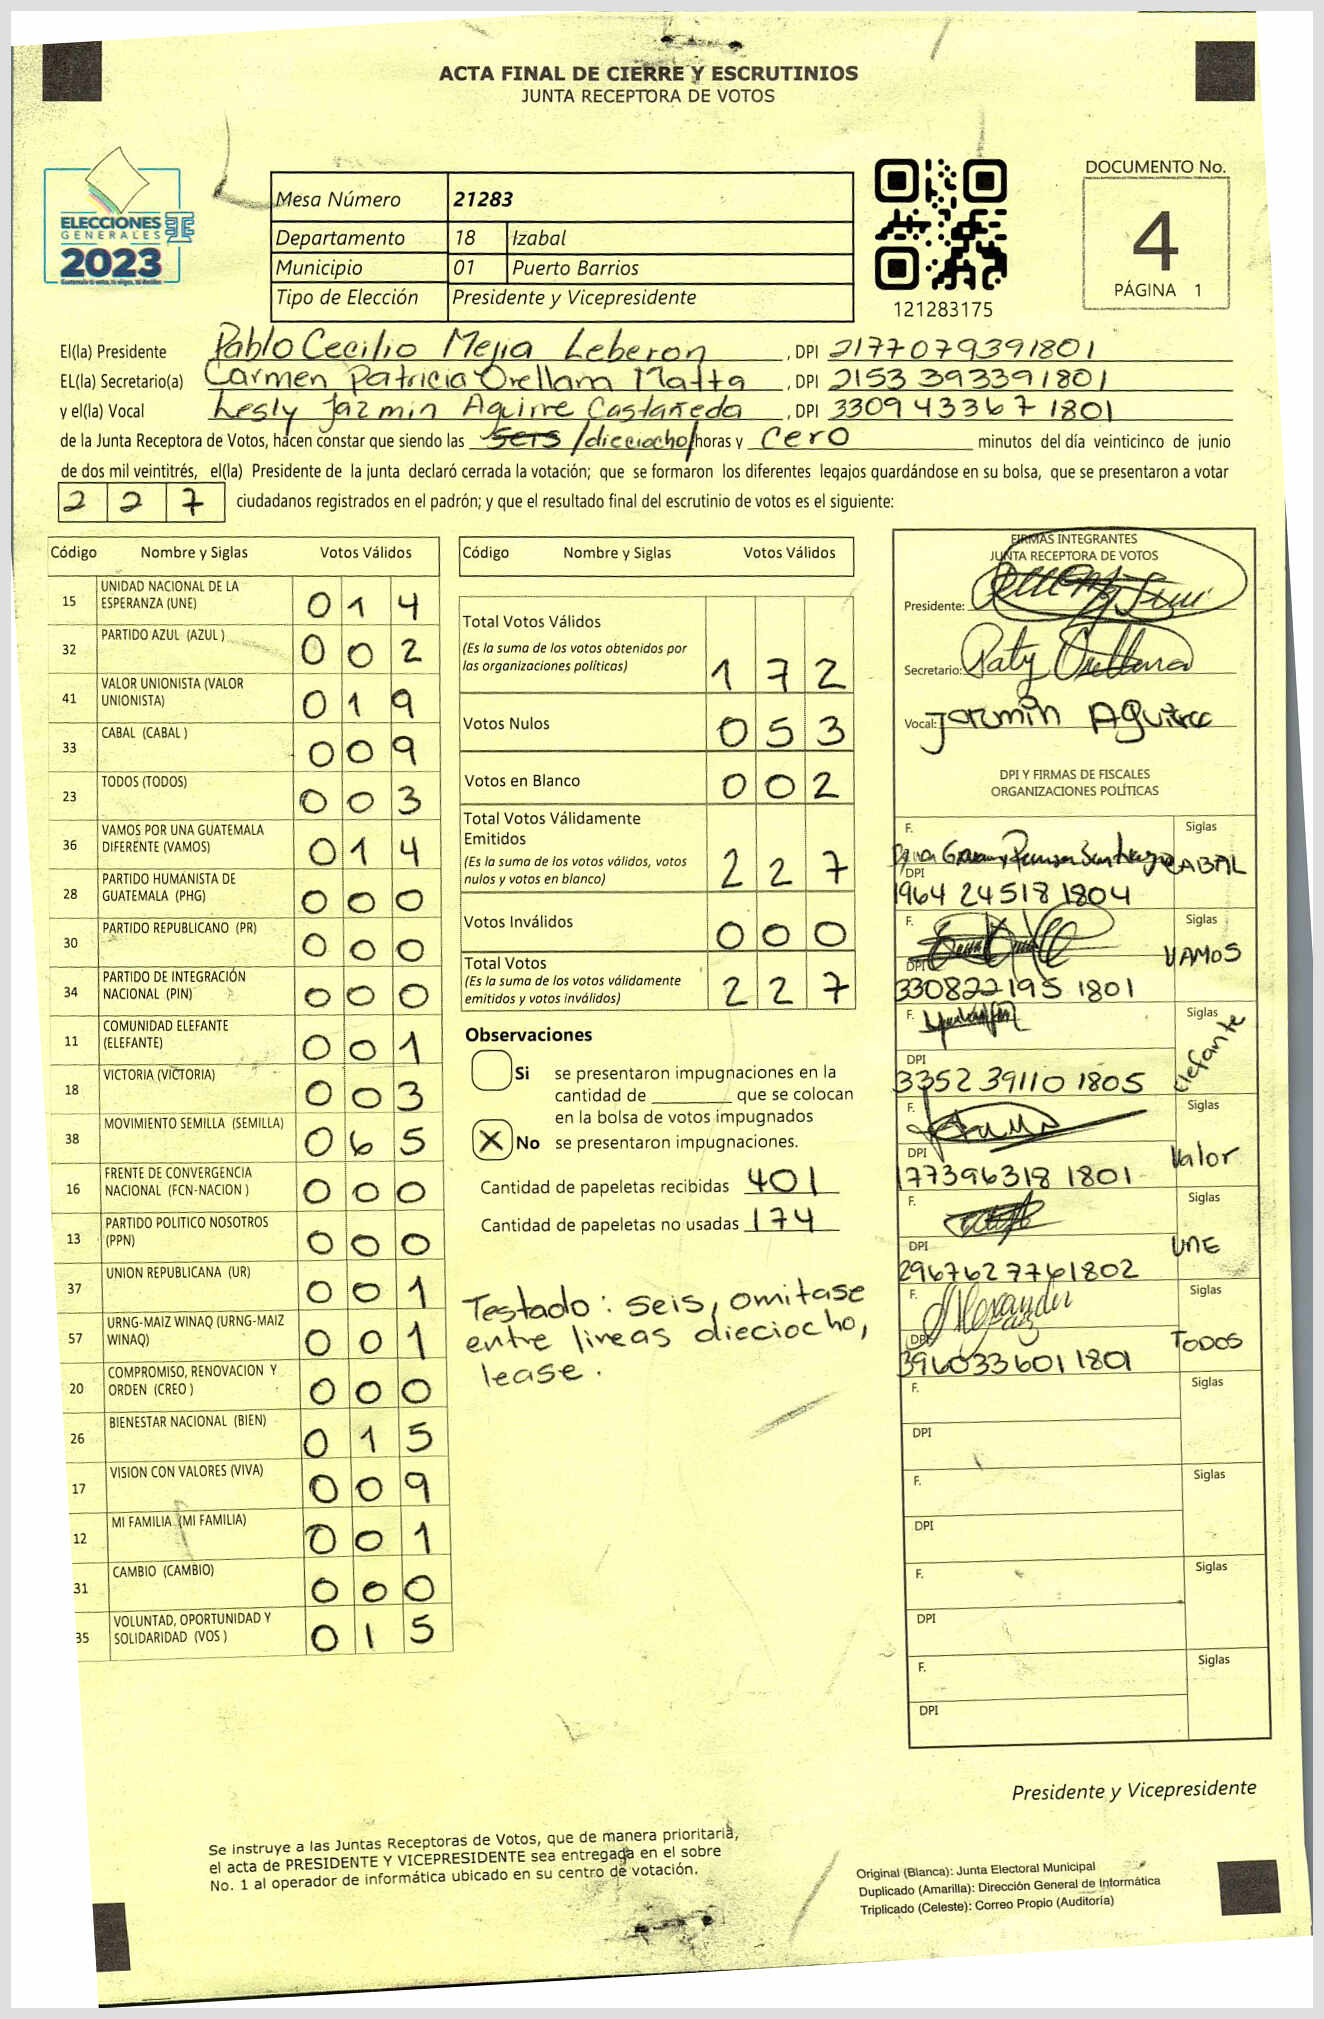 ACTA FINAL DE CIERRE Y ESCRUTINIOS
JUNTA RECEPTORA DE VOTOS
ELECCIONES
GENERALES
2023
Mesa Número 21283
Departamento 18 Izabal
Municipio 01 Puerto Barrios
Tipo de Elección Presidente y Vicepresidente
121283175
DOCUMENTO No.
4
PÁGINA 1
El(la) Presidente Pablo Cecilio Mejia Leberon , DPI 2177079391801
EL(la) Secretario(a) Carmen Patricia Orellana Matta , DPI 2153 39339 1801
y el(la) Vocal Lesly Jazmin Aguirre Castañeda , DPI 3309 43367 1801
de la Junta Receptora de Votos, hacen constar que siendo las seis /dieciocho/ horas y cero minutos del día veinticinco de junio
de dos mil veintitrés, el(la) Presidente de la junta declaró cerrada la votación; que se formaron los diferentes legajos quardándose en su bolsa, que se presentaron a votar
2 2 7 ciudadanos registrados en el padrón; y que el resultado final del escrutinio de votos es el siguiente:
Código Nombre y Siglas Votos Válidos
15 UNIDAD NACIONAL DE LA ESPERANZA (UNE) 0 1 4
32 PARTIDO AZUL (AZUL ) 0 0 2
41 VALOR UNIONISTA (VALOR UNIONISTA) 0 1 9
33 CABAL (CABAL ) 0 0 9
23 TODOS (TODOS) 0 0 3
36 VAMOS POR UNA GUATEMALA DIFERENTE (VAMOS) 0 1 4
28 PARTIDO HUMANISTA DE GUATEMALA (PHG) 0 0 0
30 PARTIDO REPUBLICANO (PR) 0 0 0
34 PARTIDO DE INTEGRACIÓN NACIONAL (PIN) 0 0 0
11 COMUNIDAD ELEFANTE (ELEFANTE) 0 0 1
18 VICTORIA (VICTORIA) 0 0 3
38 MOVIMIENTO SEMILLA (SEMILLA) 0 6 5
16 FRENTE DE CONVERGENCIA NACIONAL (FCN-NACION ) 0 0 0
13 PARTIDO POLITICO NOSOTROS (PPN) 0 0 0
37 UNION REPUBLICANA (UR) 0 0 1
57 URNG-MAIZ WINAQ (URNG-MAIZ WINAQ) 0 0 1
20 COMPROMISO, RENOVACION Y ORDEN (CREO ) 0 0 0
26 BIENESTAR NACIONAL (BIEN) 0 1 5
17 VISION CON VALORES (VIVA) 0 0 9
12 MI FAMILIA (MI FAMILIA) 0 0 1
31 CAMBIO (CAMBIO) 0 0 0
35 VOLUNTAD, OPORTUNIDAD Y SOLIDARIDAD (VOS ) 0 1 5
Código Nombre y Siglas Votos Válidos
Total Votos Válidos
(Es la suma de los votos obtenidos por
las organizaciones políticas) 1 7 2
Votos Nulos 0 5 3
Votos en Blanco 0 0 2
Total Votos Válidamente
Emitidos
(Es la suma de los votos válidos, votos
nulos y votos en blanco) 2 2 7
Votos Inválidos 0 0 0
Total Votos
(Es la suma de los votos válidamente
emitidos y votos inválidos) 2 2 7
Observaciones
Si se presentaron impugnaciones en la
cantidad de ________ que se colocan
en la bolsa de votos impugnados
X No se presentaron impugnaciones.
Cantidad de papeletas recibidas 401
Cantidad de papeletas no usadas 174
Testado: seis, omitase
entre lineas dieciocho,
lease.
FIRMAS INTEGRANTES
JUNTA RECEPTORA DE VOTOS
Presidente:
Secretario: Paty Orellana
Vocal: Jazmin Aguirre
DPI Y FIRMAS DE FISCALES
ORGANIZACIONES POLÍTICAS
F. Siglas
CABAL
DPI
1964 24518 1804
F. Siglas
VAMOS
DPI
330822195 1801
F. Siglas
Elefante
DPI
3352 39110 1805
F. Siglas
Valor
DPI
177396318 1801
F. Siglas
UNE
DPI
2967627761802
F. Alexander Siglas
TODOS
DPI
3960336011801
F. Siglas
DPI
F. Siglas
DPI
F. Siglas
DPI
F. Siglas
DPI
Presidente y Vicepresidente
Se instruye a las Juntas Receptoras de Votos, que de manera prioritaria,
el acta de PRESIDENTE Y VICEPRESIDENTE sea entregada en el sobre
No. 1 al operador de informática ubicado en su centro de votación.
Original (Blanca): Junta Electoral Municipal
Duplicado (Amarilla): Dirección General de Informática
Triplicado (Celeste): Correo Propio (Auditoría)